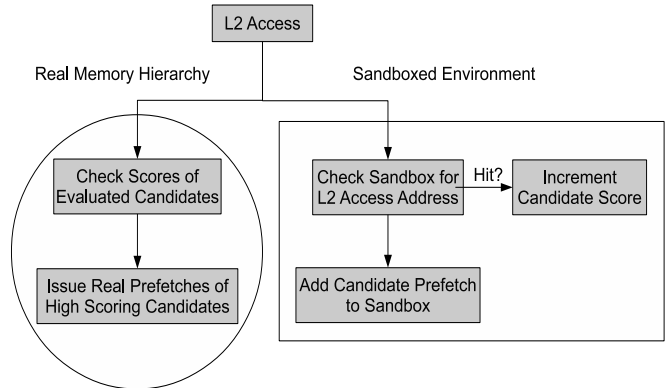 L2 Access
Real Memory Hierarchy
Sandboxed Environment
Check Scores of
Evaluated Candidates
Check Sandbox for
L2 Access Address
Hit?
Increment
Candidate Score
Issue Real Prefetches of
High Scoring Candidates
Add Candidate Prefetch
to Sandbox